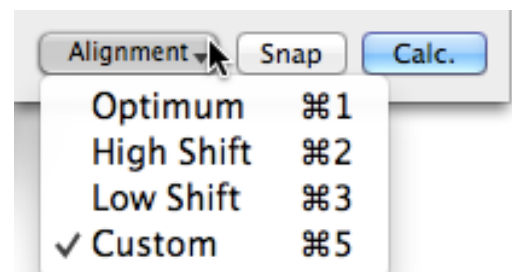 Alignment Snap Calc.
Optimum ⌘1
High Shift ⌘2
Low Shift ⌘3
✓ Custom ⌘5